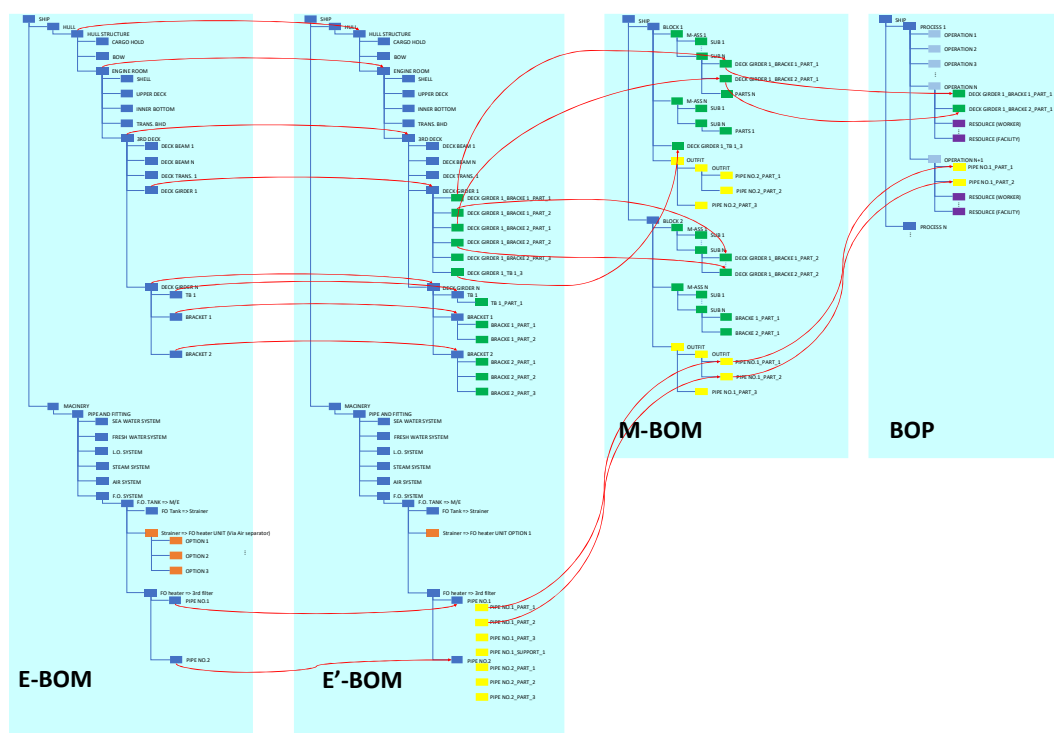 SHIP
HULL
HULL STRUCTURE
CARGO HOLD
BOW
ENGINE ROOM
SHELL
UPPER DECK
INNER BOTTOM
TRANS. BHD
3RD DECK
DECK BEAM 1
DECK BEAM N
DECK TRANS. 1
DECK GIRDER 1
DECK GIRDER N
TB 1
BRACKET 1
BRACKET 2
MACINERY
PIPE AND FITTING
SEA WATER SYSTEM
FRESH WATER SYSTEM
L.O. SYSTEM
STEAM SYSTEM
AIR SYSTEM
F.O. SYSTEM
F.O. TANK => M/E
FO Tank => Strainer
Strainer => FO heater UNIT (Via Air separator)
OPTION 1
OPTION 2
OPTION 3
FO heater => 3rd filter
PIPE NO.1
PIPE NO.2
E-BOM
SHIP
HULL
HULL STRUCTURE
CARGO HOLD
BOW
ENGINE ROOM
SHELL
UPPER DECK
INNER BOTTOM
TRANS. BHD
3RD DECK
DECK BEAM 1
DECK BEAM N
DECK TRANS. 1
DECK GIRDER 1
DECK GIRDER 1_BRACKE 1_PART_1
DECK GIRDER 1_BRACKE 1_PART_2
DECK GIRDER 1_BRACKE 2_PART_1
DECK GIRDER 1_BRACKE 2_PART_2
DECK GIRDER 1_BRACKE 2_PART_3
DECK GIRDER 1_TB 1_3
DECK GIRDER N
TB 1
TB 1_PART_1
BRACKET 1
BRACKE 1_PART_1
BRACKE 1_PART_2
BRACKET 2
BRACKE 2_PART_1
BRACKE 2_PART_2
BRACKE 2_PART_3
MACINERY
PIPE AND FITTING
SEA WATER SYSTEM
FRESH WATER SYSTEM
L.O. SYSTEM
STEAM SYSTEM
AIR SYSTEM
F.O. SYSTEM
F.O. TANK => M/E
FO Tank => Strainer
Strainer => FO heater UNIT OPTION 1
FO heater => 3rd filter
PIPE NO.1
PIPE NO.1_PART_1
PIPE NO.1_PART_2
PIPE NO.1_PART_3
PIPE NO.1_SUPPORT_1
PIPE NO.2
PIPE NO.2_PART_1
PIPE NO.2_PART_2
PIPE NO.2_PART_3
E'-BOM
SHIP
BLOCK 1
M-ASS 1
SUB 1
SUB N
DECK GIRDER 1_BRACKE 1_PART_1
DECK GIRDER 1_BRACKE 2_PART_1
PARTS N
M-ASS N
SUB 1
SUB N
PARTS 1
DECK GIRDER 1_TB 1_3
OUTFIT
OUTFIT
PIPE NO.2_PART_1
PIPE NO.2_PART_2
PIPE NO.2_PART_3
BLOCK 2
M-ASS 1
SUB 1
SUB N
DECK GIRDER 1_BRACKE 1_PART_2
DECK GIRDER 1_BRACKE 2_PART_2
M-ASS N
SUB 1
SUB N
BRACKE 1_PART_1
BRACKE 2_PART_1
OUTFIT
OUTFIT
PIPE NO.1_PART_1
PIPE NO.1_PART_2
PIPE NO.1_PART_3
M-BOM
SHIP
PROCESS 1
OPERATION 1
OPERATION 2
OPERATION 3
OPERATION N
DECK GIRDER 1_BRACKE 1_PART_1
DECK GIRDER 1_BRACKE 2_PART_1
RESOURCE (WORKER)
RESOURCE (FACILITY)
OPERATION N+1
PIPE NO.1_PART_1
PIPE NO.1_PART_2
RESOURCE (WORKER)
RESOURCE (FACILITY)
PROCESS N
BOP